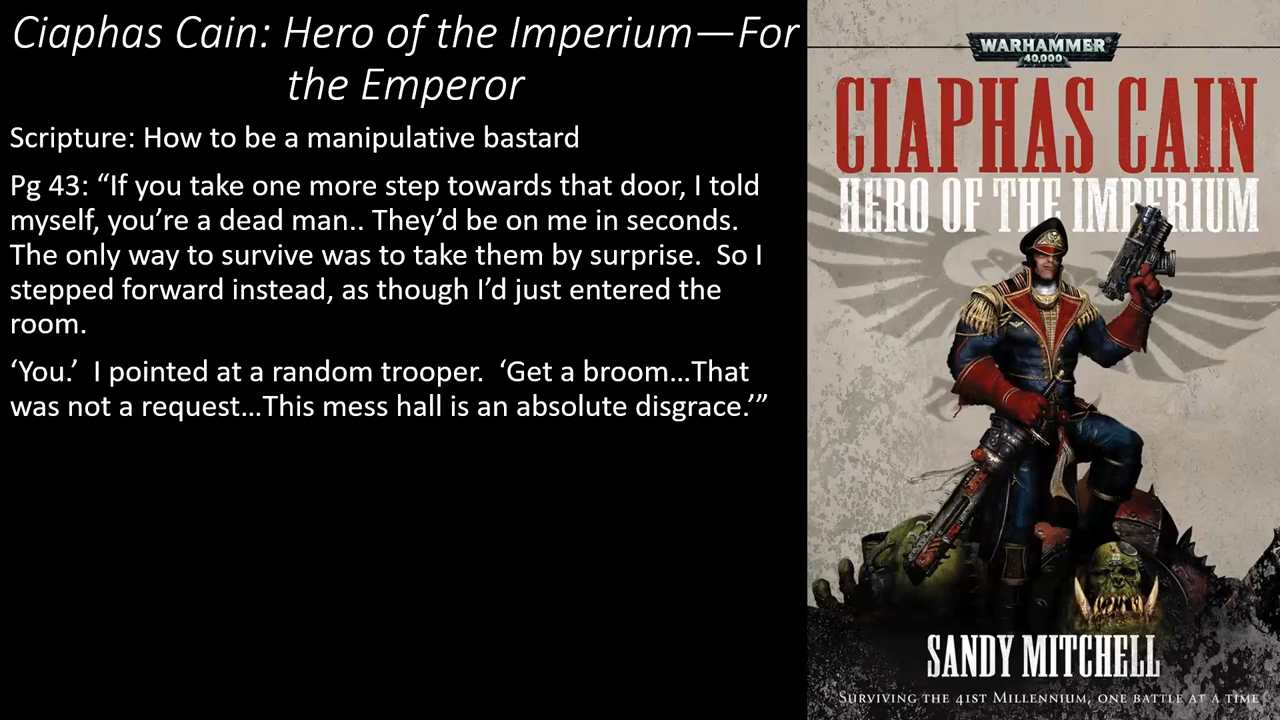 Ciaphas Cain: Hero of the Imperium—For
the Emperor
Scripture: How to be a manipulative bastard
Pg 43: “If you take one more step towards that door, I told
myself, you’re a dead man.. They’d be on me in seconds.
The only way to survive was to take them by surprise.  So I
stepped forward instead, as though I’d just entered the
room.
‘You.’  I pointed at a random trooper.  ‘Get a broom…That
was not a request…This mess hall is an absolute disgrace.’”
WARHAMMER
40,000
CIAPHAS CAIN
HERO OF THE IMPERIUM
SANDY MITCHELL
SURVIVING THE 41ST MILLENNIUM, ONE BATTLE AT A TIME